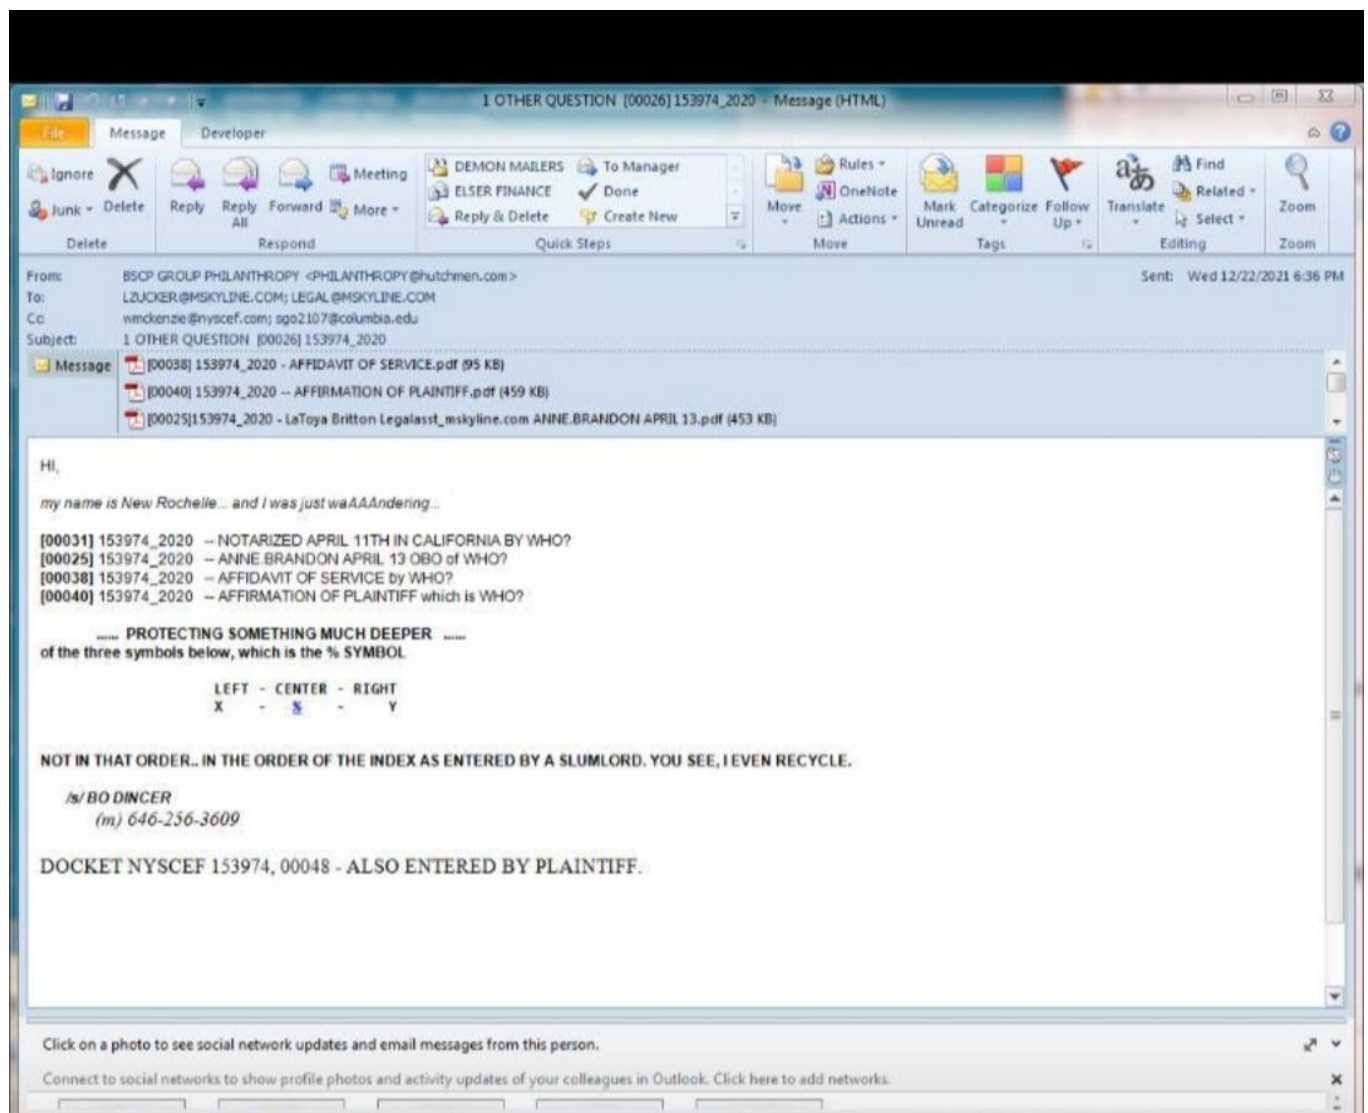 1 OTHER QUESTION [00026] 153974_2020 - Message (HTML)
File Message Developer
Ignore
Junk
Delete
Reply
Reply All
Forward
Meeting
More
DEMON MAILERS
ELSER FINANCE
Reply & Delete
To Manager
Done
Create New
Move
Rules
OneNote
Actions
Mark Unread
Categorize
Follow Up
Translate
Find
Related
Select
Zoom
Delete Respond Quick Steps Move Tags Editing Zoom
From: BSCP GROUP PHILANTHROPY <PHILANTHROPY@hutchmen.com> Sent: Wed 12/22/2021 6:36 PM
To: LZUCKER@MSKYLINE.COM; LEGAL@MSKYLINE.COM
Cc: wmckenzie@nyscef.com; sgo2107@columbia.edu
Subject: 1 OTHER QUESTION [00026] 153974_2020
Message [00038] 153974_2020 - AFFIDAVIT OF SERVICE.pdf (95 KB)
[00040] 153974_2020 -- AFFIRMATION OF PLAINTIFF.pdf (459 KB)
[00025]153974_2020 - LaToya Britton Legalasst_mskyline.com ANNE.BRANDON APRIL 13.pdf (453 KB)
HI,
my name is New Rochelle... and I was just waAAAndering...
[00031] 153974_2020 -- NOTARIZED APRIL 11TH IN CALIFORNIA BY WHO?
[00025] 153974_2020 -- ANNE.BRANDON APRIL 13 OBO of WHO?
[00038] 153974_2020 -- AFFIDAVIT OF SERVICE by WHO?
[00040] 153974_2020 -- AFFIRMATION OF PLAINTIFF which is WHO?
...... PROTECTING SOMETHING MUCH DEEPER ......
of the three symbols below, which is the % SYMBOL
LEFT - CENTER - RIGHT
X - % - Y
NOT IN THAT ORDER.. IN THE ORDER OF THE INDEX AS ENTERED BY A SLUMLORD. YOU SEE, I EVEN RECYCLE.
/s/ BO DINCER
(m) 646-256-3609
DOCKET NYSCEF 153974, 00048 - ALSO ENTERED BY PLAINTIFF.
Click on a photo to see social network updates and email messages from this person.
Connect to social networks to show profile photos and activity updates of your colleagues in Outlook. Click here to add networks.